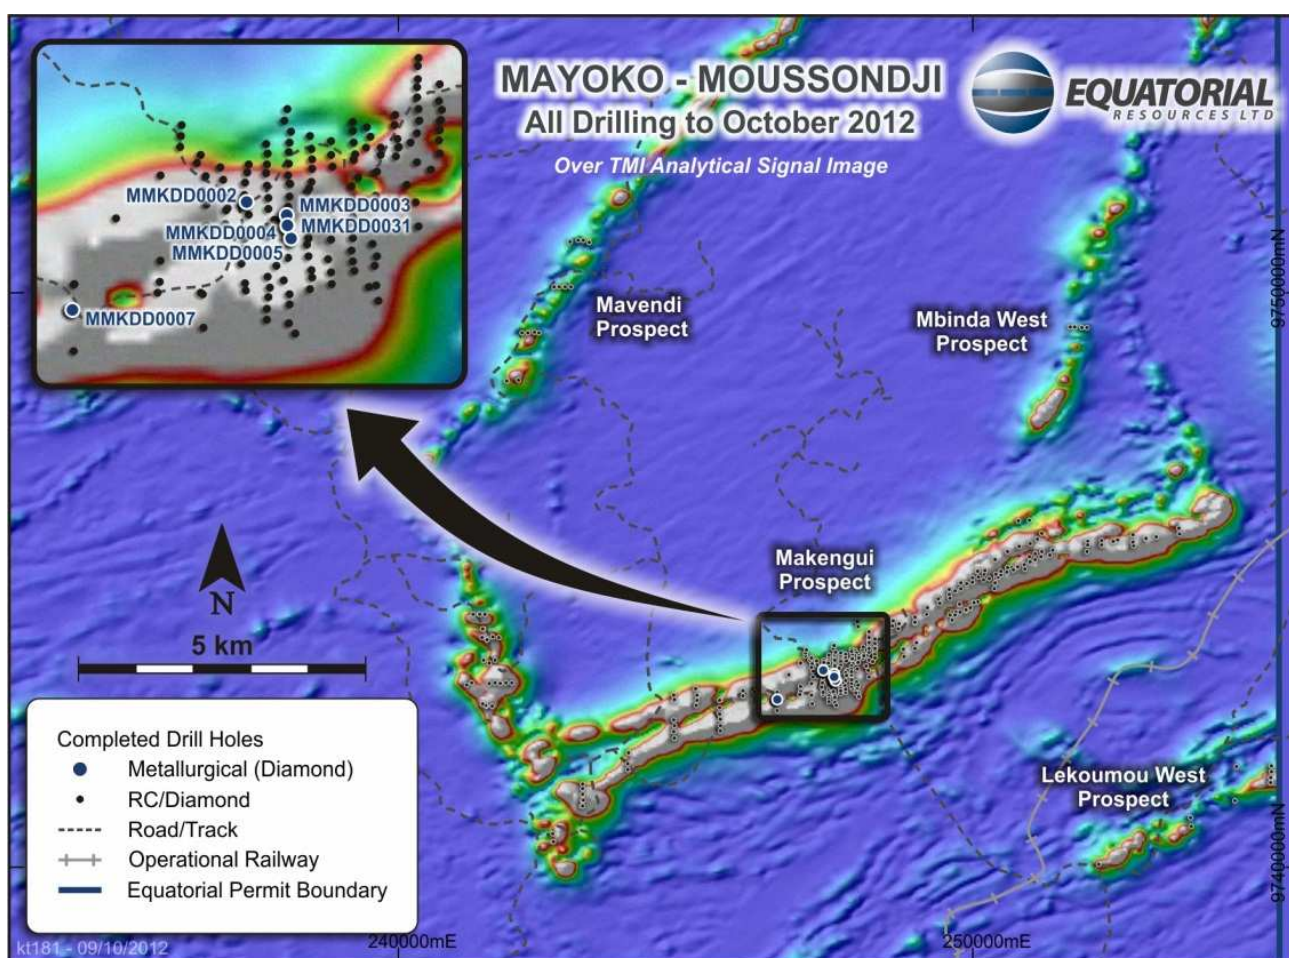 MAYOKO - MOUSSONDJI
All Drilling to October 2012
Over TMI Analytical Signal Image
EQUATORIAL
RESOURCES LTD
MMKDD0002
MMKDD0003
MMKDD0031
MMKDD0004
MMKDD0005
MMKDD0007
Mavendi
Prospect
Mbinda West
Prospect
9750000mN
Makengui
Prospect
N
5 km
Lekoumou West
Prospect
9740000mN
Completed Drill Holes
Metallurgical (Diamond)
RC/Diamond
Road/Track
Operational Railway
Equatorial Permit Boundary
kt181 - 09/10/2012
240000mE
250000mE